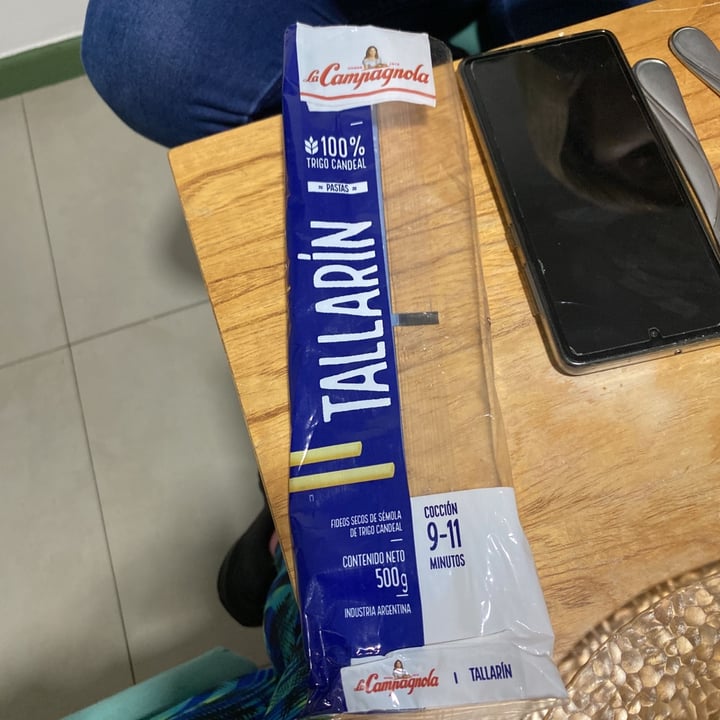 La Campagnola
100%
TRIGO CANDEAL
PASTAS
TALLARÍN
FIDEOS SECOS DE SÉMOLA
DE TRIGO CANDEAL
CONTENIDO NETO
500g
INDUSTRIA ARGENTINA
COCCIÓN
9-11
MINUTOS
La Campagnola
TALLARÍN